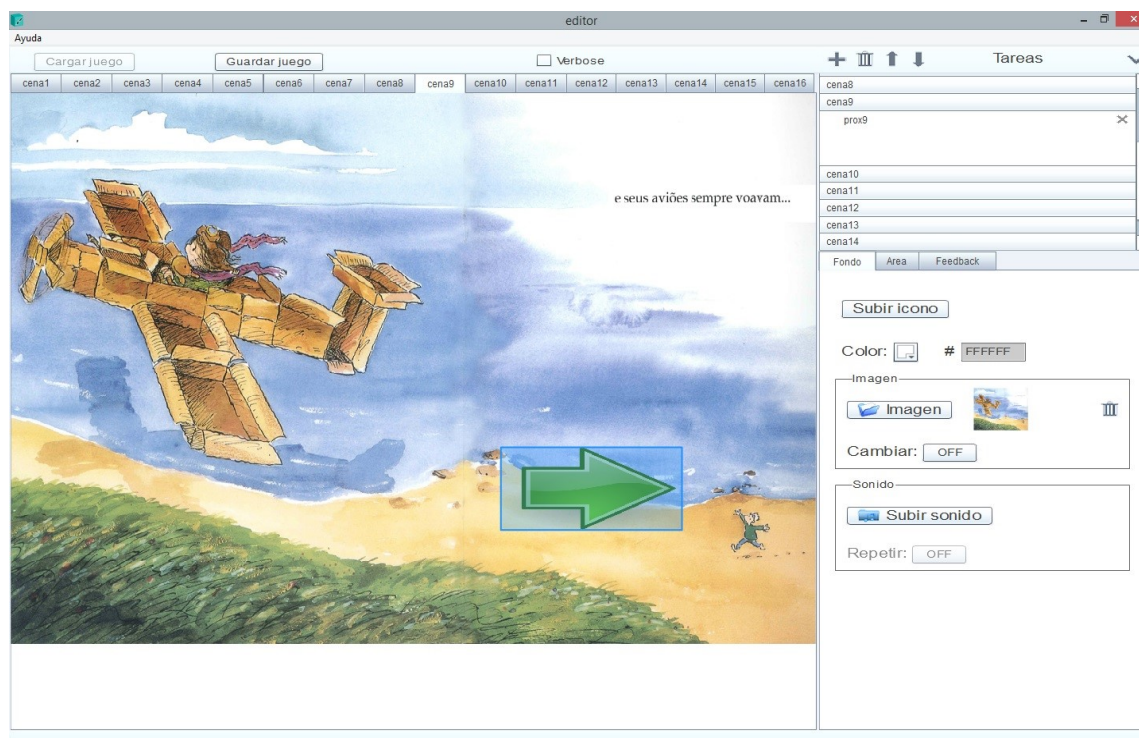 editor
Ayuda
Cargar juego Guardar juego Verbose Tareas
cena1 cena2 cena3 cena4 cena5 cena6 cena7 cena8 cena9 cena10 cena11 cena12 cena13 cena14 cena15 cena16
e seus aviões sempre voavam...
cena8
cena9
prox9
cena10
cena11
cena12
cena13
cena14
Fondo Area Feedback
Subir icono
Color: # FFFFFF
Imagen
Imagen
Cambiar: OFF
Sonido
Subir sonido
Repetir: OFF